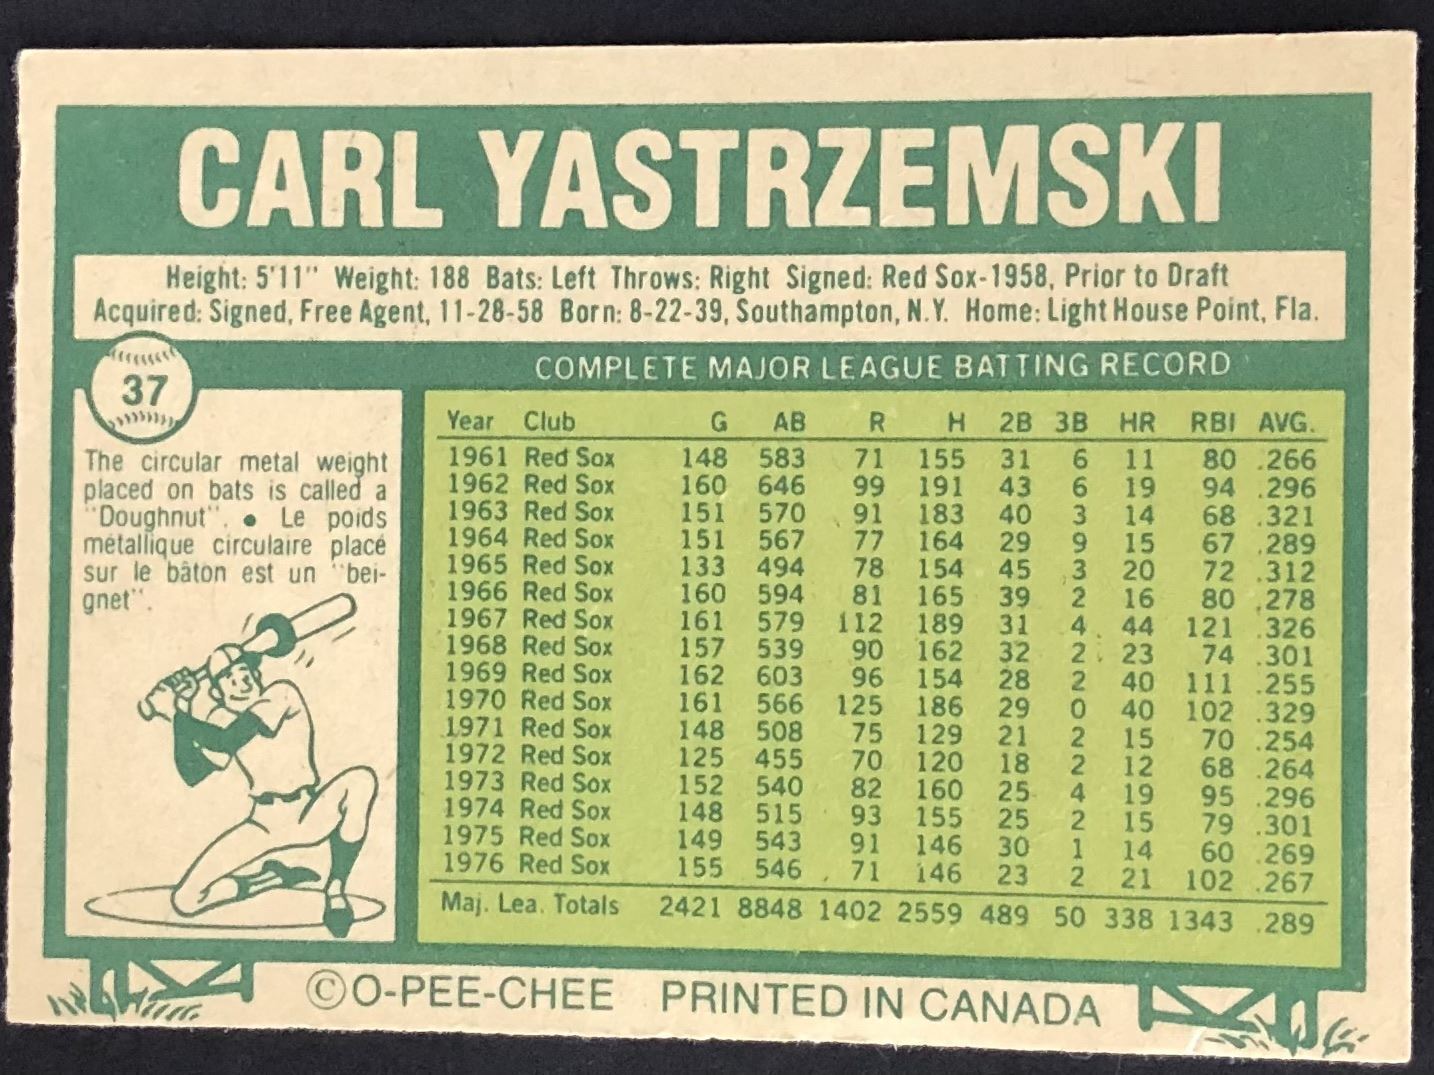 CARL YASTRZEMSKI
Height: 5'11" Weight: 188 Bats: Left Throws: Right Signed: Red Sox-1958, Prior to Draft
Acquired: Signed, Free Agent, 11-28-58 Born: 8-22-39, Southampton, N.Y. Home: Light House Point, Fla.
37
The circular metal weight
placed on bats is called a
"Doughnut". ● Le poids
métallique circulaire placé
sur le bâton est un "bei-
gnet".
COMPLETE MAJOR LEAGUE BATTING RECORD
Year Club G AB R H 2B 3B HR RBI AVG.
1961 Red Sox 148 583 71 155 31 6 11 80 .266
1962 Red Sox 160 646 99 191 43 6 19 94 .296
1963 Red Sox 151 570 91 183 40 3 14 68 .321
1964 Red Sox 151 567 77 164 29 9 15 67 .289
1965 Red Sox 133 494 78 154 45 3 20 72 .312
1966 Red Sox 160 594 81 165 39 2 16 80 .278
1967 Red Sox 161 579 112 189 31 4 44 121 .326
1968 Red Sox 157 539 90 162 32 2 23 74 .301
1969 Red Sox 162 603 96 154 28 2 40 111 .255
1970 Red Sox 161 566 125 186 29 0 40 102 .329
1971 Red Sox 148 508 75 129 21 2 15 70 .254
1972 Red Sox 125 455 70 120 18 2 12 68 .264
1973 Red Sox 152 540 82 160 25 4 19 95 .296
1974 Red Sox 148 515 93 155 25 2 15 79 .301
1975 Red Sox 149 543 91 146 30 1 14 60 .269
1976 Red Sox 155 546 71 146 23 2 21 102 .267
Maj. Lea. Totals 2421 8848 1402 2559 489 50 338 1343 .289
©O-PEE-CHEE PRINTED IN CANADA